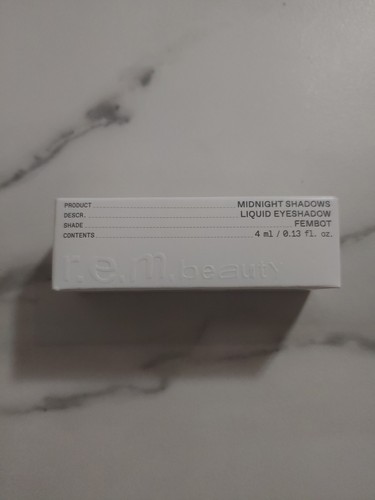 PRODUCT MIDNIGHT SHADOWS
DESCR. LIQUID EYESHADOW
SHADE FEMBOT
CONTENTS 4 ml / 0.13 fl. oz.
r.e.m.beauty